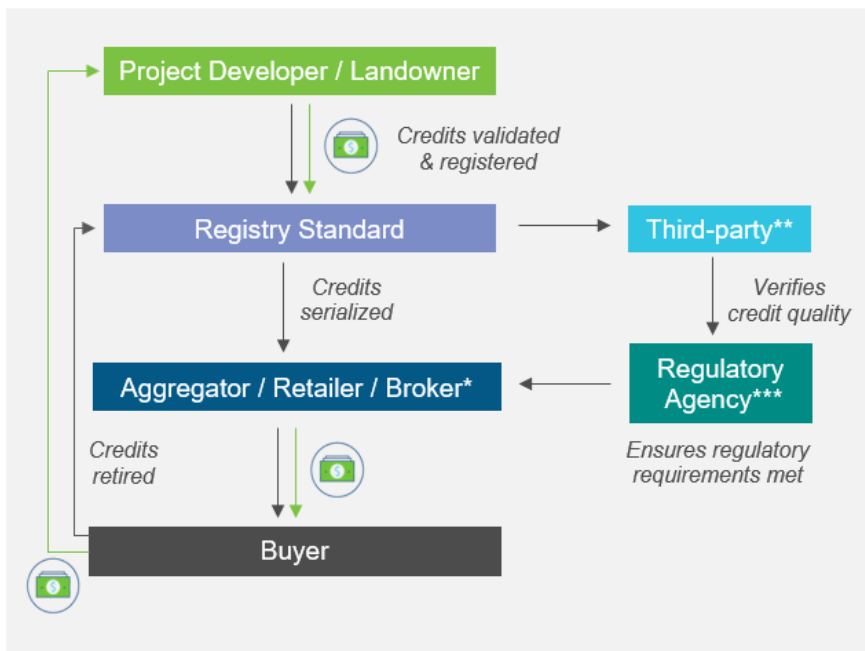 Project Developer / Landowner
Credits validated
& registered
Registry Standard
Third-party**
Credits
serialized
Verifies
credit quality
Aggregator / Retailer / Broker*
Regulatory
Agency***
Credits
retired
Ensures regulatory
requirements met
Buyer